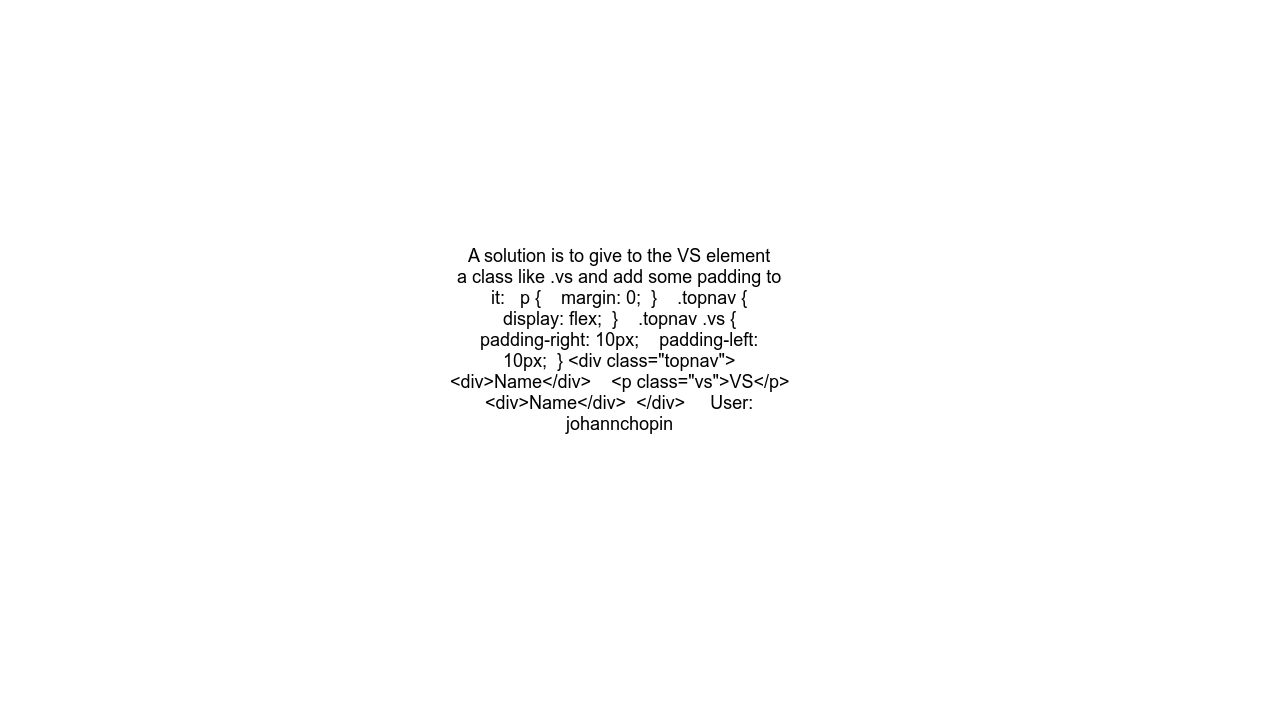 A solution is to give to the VS element
a class like .vs and add some padding to
it:   p {    margin: 0;  }    .topnav {
display: flex;  }    .topnav .vs {
padding-right: 10px;    padding-left:
10px;  } <div class="topnav">
<div>Name</div>    <p class="vs">VS</p>
<div>Name</div>  </div>     User:
johannchopin